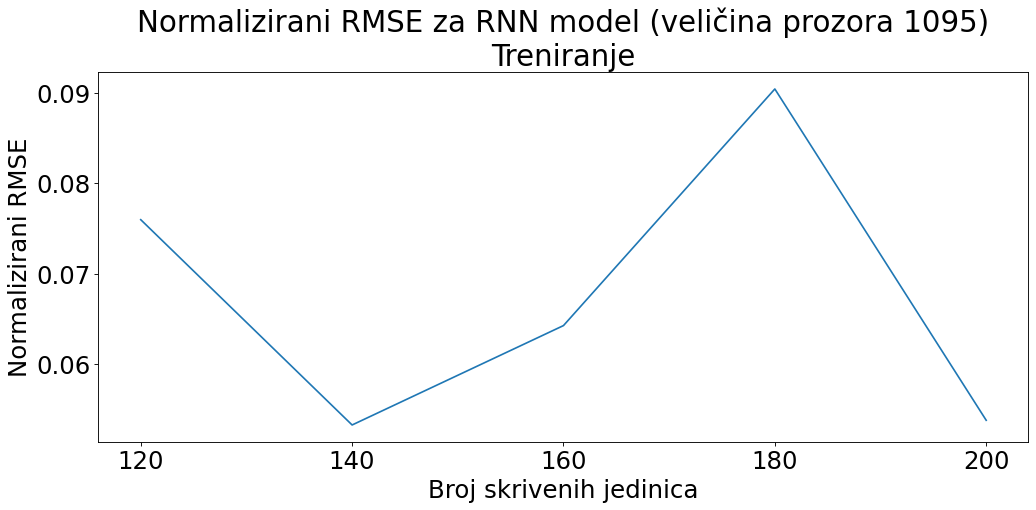 Normalizirani RMSE za RNN model (veličina prozora 1095)
Treniranje
Normalizirani RMSE
0.09
0.08
0.07
0.06
120 140 160 180 200
Broj skrivenih jedinica